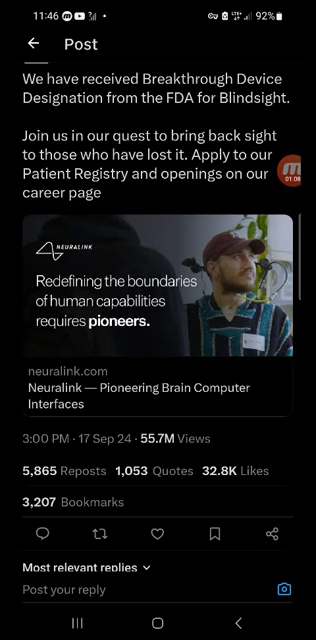 11:46
92%
Post
We have received Breakthrough Device
Designation from the FDA for Blindsight.
Join us in our quest to bring back sight
to those who have lost it. Apply to our
Patient Registry and openings on our
career page
01:08
NEURALINK
Redefining the boundaries
of human capabilities
requires pioneers.
neuralink.com
Neuralink — Pioneering Brain Computer
Interfaces
3:00 PM · 17 Sep 24 · 55.7M Views
5,865 Reposts 1,053 Quotes 32.8K Likes
3,207 Bookmarks
Most relevant replies
Post your reply